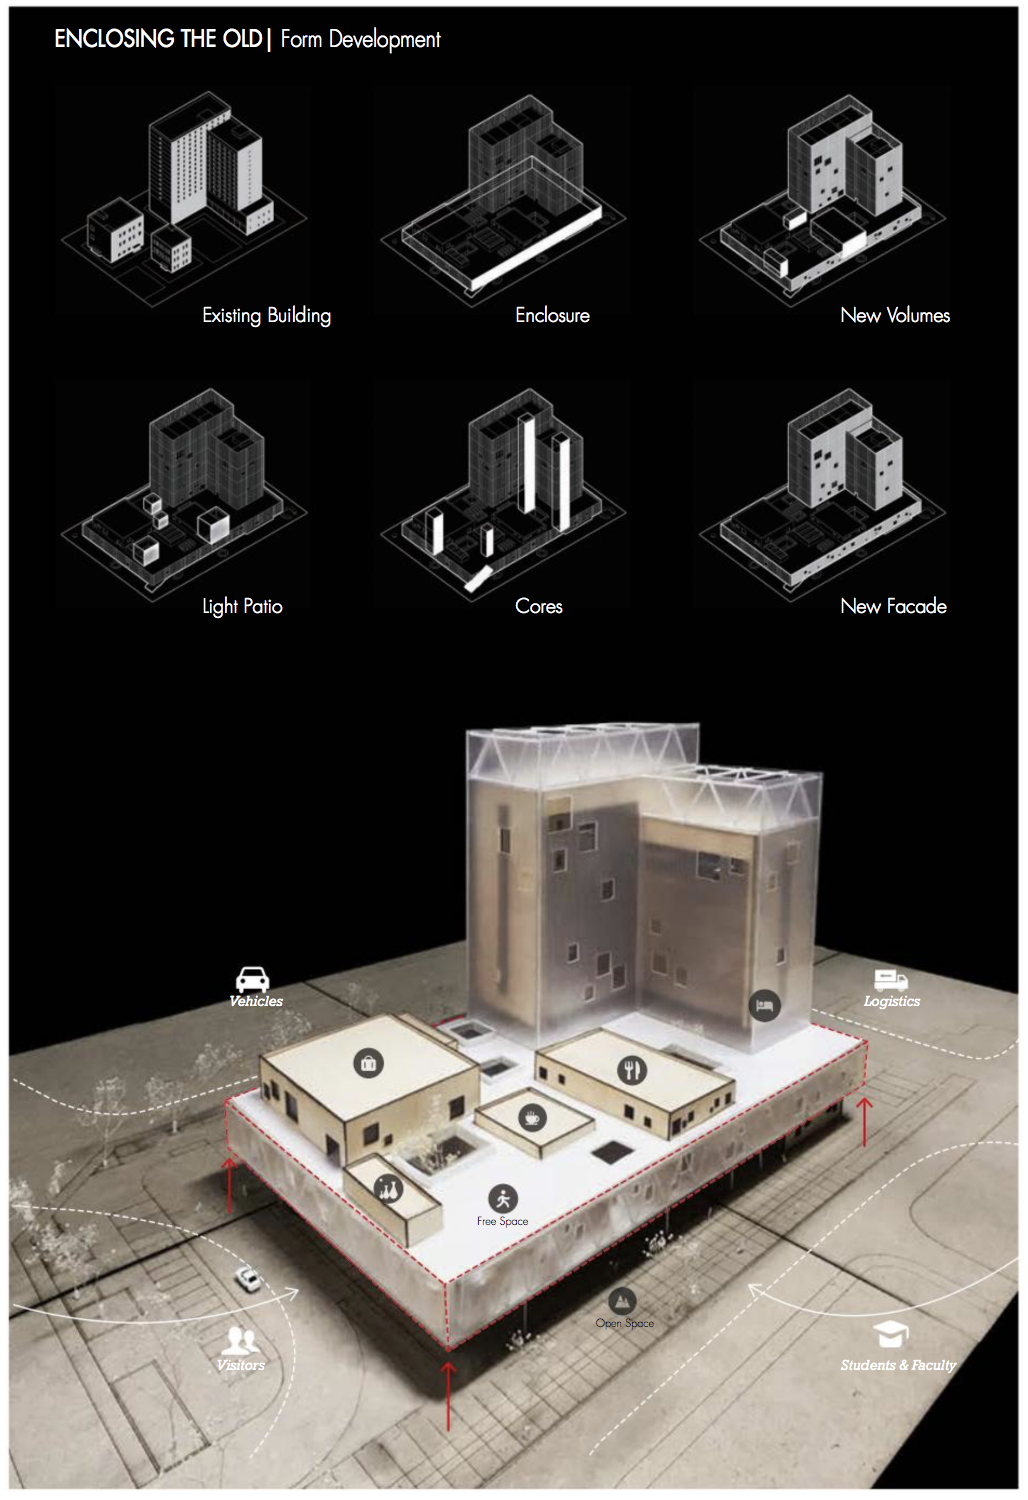 ENCLOSING THE OLD | Form Development
Existing Building
Enclosure
New Volumes
Light Patio
Cores
New Facade
Vehicles
Logistics
Free Space
Open Space
Visitors
Students & Faculty